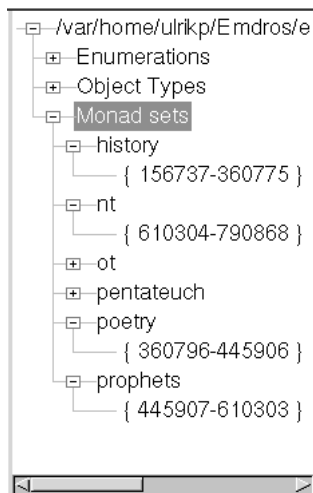 /var/home/ulrikp/Emdros/e
Enumerations
Object Types
Monad sets
history
{ 156737-360775 }
nt
{ 610304-790868 }
ot
pentateuch
poetry
{ 360796-445906 }
prophets
{ 445907-610303 }